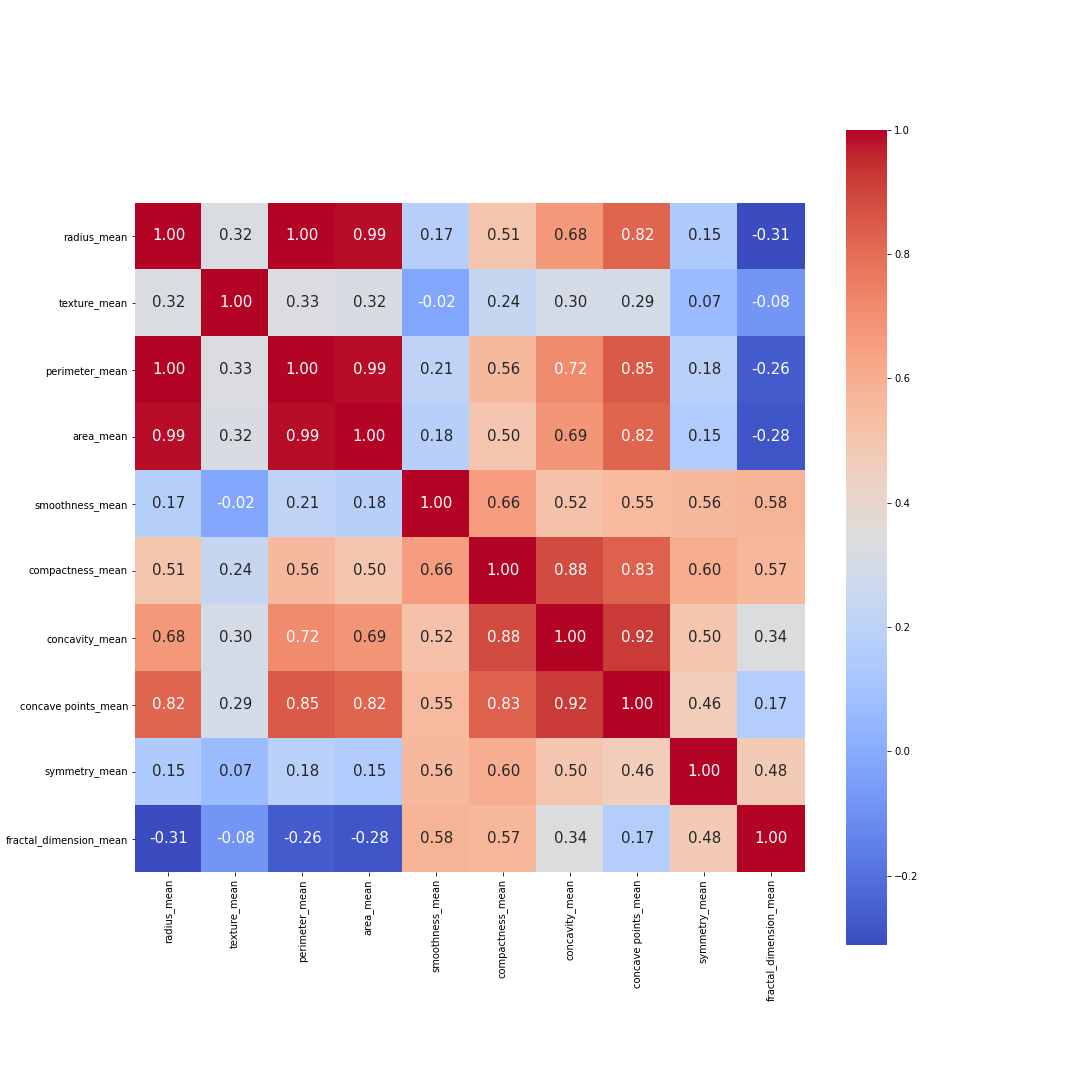 1.0
radius_mean 1.00 0.32 1.00 0.99 0.17 0.51 0.68 0.82 0.15 -0.31
0.8
texture_mean 0.32 1.00 0.33 0.32 -0.02 0.24 0.30 0.29 0.07 -0.08
perimeter_mean 1.00 0.33 1.00 0.99 0.21 0.56 0.72 0.85 0.18 -0.26
0.6
area_mean 0.99 0.32 0.99 1.00 0.18 0.50 0.69 0.82 0.15 -0.28
smoothness_mean 0.17 -0.02 0.21 0.18 1.00 0.66 0.52 0.55 0.56 0.58
0.4
compactness_mean 0.51 0.24 0.56 0.50 0.66 1.00 0.88 0.83 0.60 0.57
0.2
concavity_mean 0.68 0.30 0.72 0.69 0.52 0.88 1.00 0.92 0.50 0.34
concave points_mean 0.82 0.29 0.85 0.82 0.55 0.83 0.92 1.00 0.46 0.17
0.0
symmetry_mean 0.15 0.07 0.18 0.15 0.56 0.60 0.50 0.46 1.00 0.48
fractal_dimension_mean -0.31 -0.08 -0.26 -0.28 0.58 0.57 0.34 0.17 0.48 1.00
−0.2
radius_mean
texture_mean
perimeter_mean
area_mean
smoothness_mean
compactness_mean
concavity_mean
concave points_mean
symmetry_mean
fractal_dimension_mean